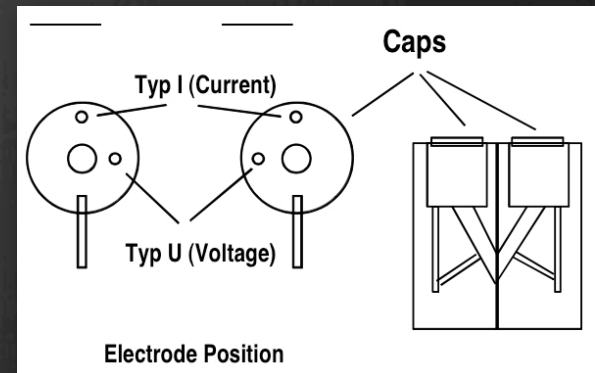 Caps
Typ I (Current)
Typ U (Voltage)
Electrode Position